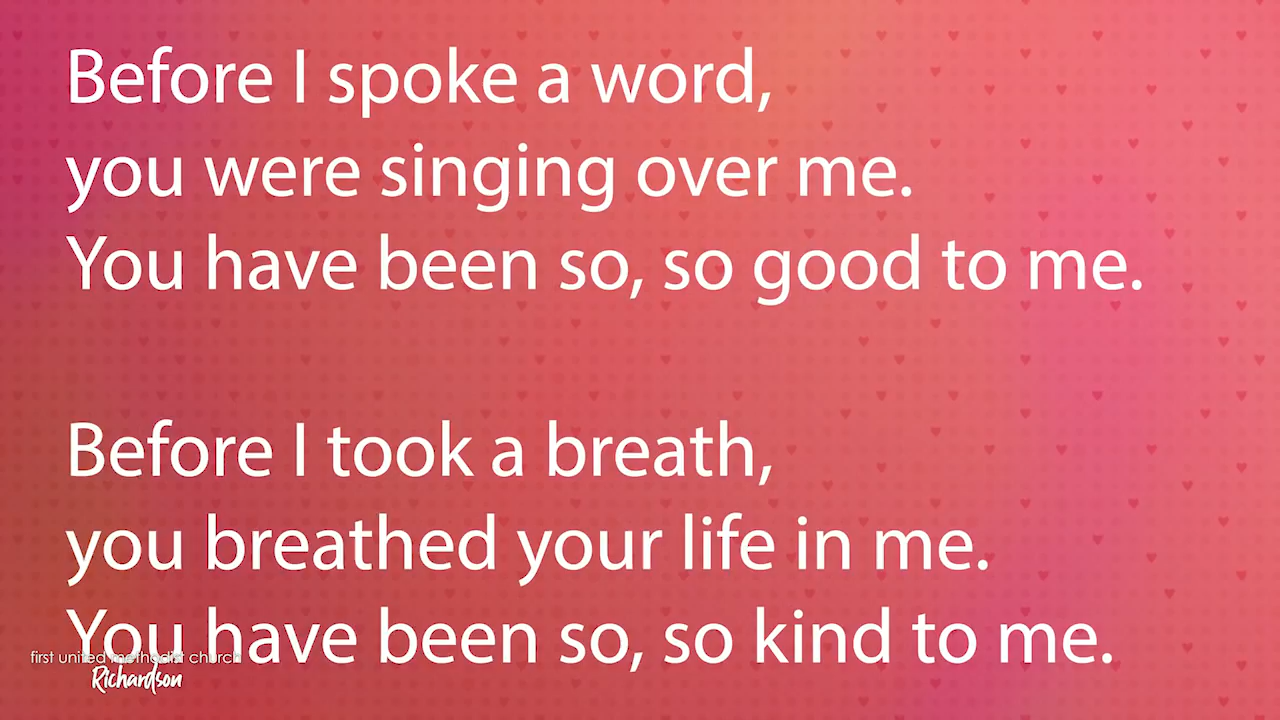 Before I spoke a word,
you were singing over me.
You have been so, so good to me.
Before I took a breath,
you breathed your life in me.
You have been so, so kind to me.
first united methodist church
Richardson